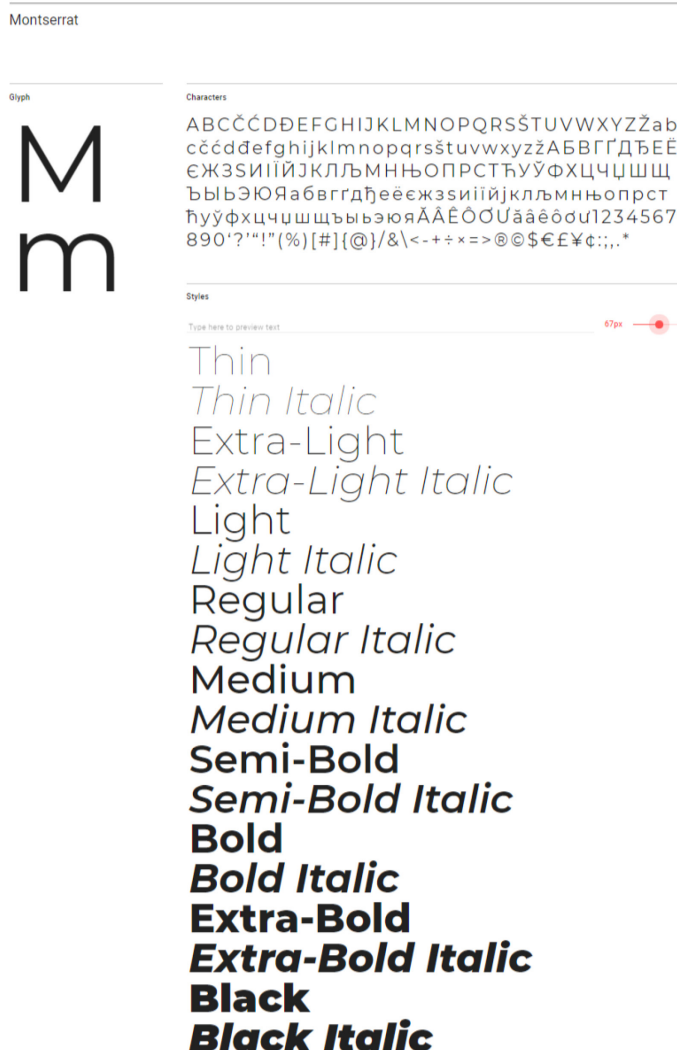 Montserrat
Glyph
M
m
Characters
ABCČĆDĐEFGHIJKLMNOPQRSŠTUVWXYZŽab
cčćdđefghijklmnopqrsštuvwxyzžАБВГҐДЂЕЁ
ЄЖЗЅИІЇЙЈКЛЉМНЊОПРСТЋУЎФХЦЧЏШЩ
ЪЫЬЭЮЯабвгґдђеёєжзѕиіїйјклљмнњопрст
ћуўфхцчџшщъыьэюяĂÂÊÔƠƯăâêôơư1234567
890‘?’“!”(%)[#]{@}/&\<-+÷×=>®©$€£¥¢:;,.*
Styles
Type here to preview text
67px
Thin
Thin Italic
Extra-Light
Extra-Light Italic
Light
Light Italic
Regular
Regular Italic
Medium
Medium Italic
Semi-Bold
Semi-Bold Italic
Bold
Bold Italic
Extra-Bold
Extra-Bold Italic
Black
Black Italic